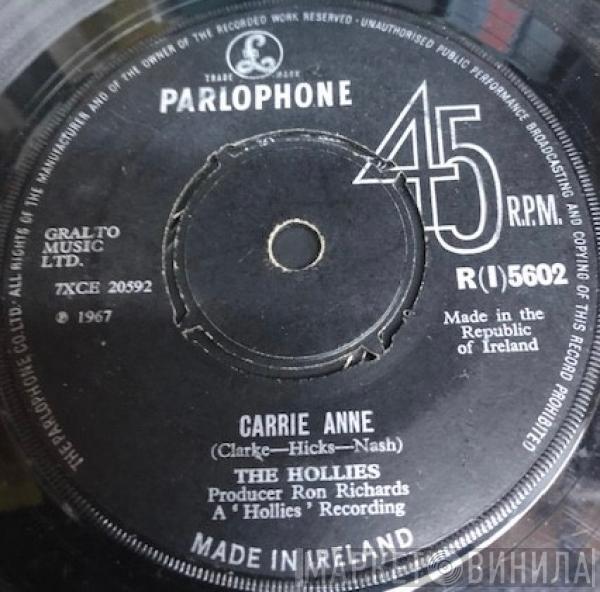 THE PARLOPHONE CO. LTD. ALL RIGHTS OF THE MANUFACTURER AND OF THE OWNER OF THE RECORDED WORK RESERVED · UNAUTHORISED PUBLIC PERFORMANCE BROADCASTING AND COPYING OF THIS RECORD PROHIBITED
TRADE £ MARK
PARLOPHONE
45
R.P.M.
GRALTO
MUSIC
LTD.
7XCE 20592
℗ 1967
R(I)5602
Made in the
Republic
of Ireland
CARRIE ANNE
(Clarke—Hicks—Nash)
THE HOLLIES
Producer Ron Richards
A ‘Hollies’ Recording
MADE IN IRELAND
МАРКЕТ ВИНИЛА